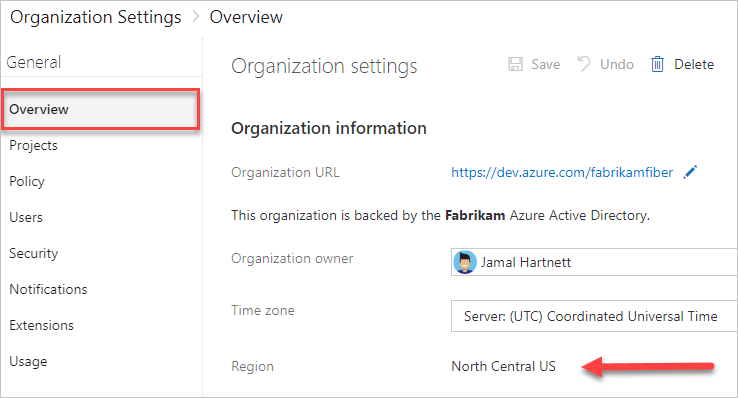 Organization Settings > Overview
General
Overview
Projects
Policy
Users
Security
Notifications
Extensions
Usage
Organization settings
Save Undo Delete
Organization information
Organization URL https://dev.azure.com/fabrikamfiber
This organization is backed by the Fabrikam Azure Active Directory.
Organization owner Jamal Hartnett
Time zone Server: (UTC) Coordinated Universal Time
Region North Central US